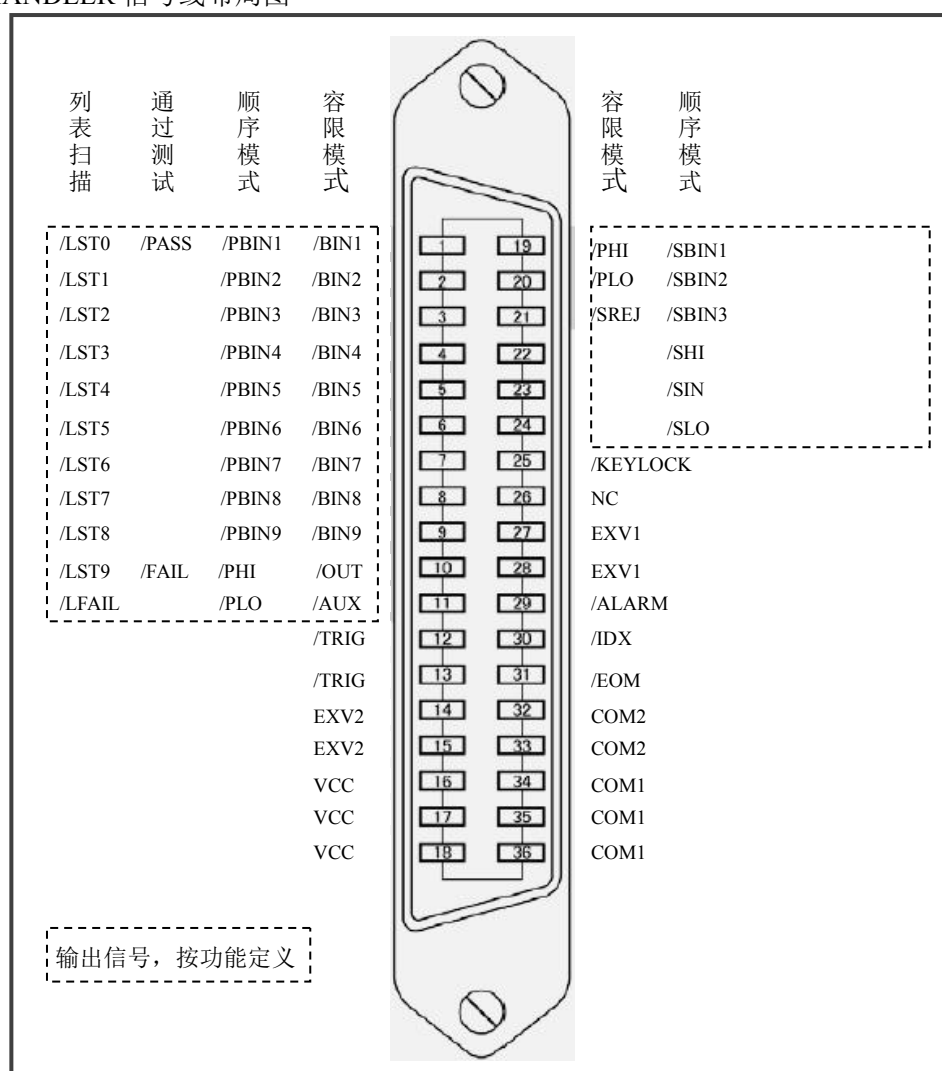 HANDLER 信号线布局图
列表扫描 通过测试 顺序模式 容限模式 容限模式 顺序模式
/LST0 /PASS /PBIN1 /BIN1 1 19 /PHI /SBIN1
/LST1 /PBIN2 /BIN2 2 20 /PLO /SBIN2
/LST2 /PBIN3 /BIN3 3 21 /SREJ /SBIN3
/LST3 /PBIN4 /BIN4 4 22 /SHI
/LST4 /PBIN5 /BIN5 5 23 /SIN
/LST5 /PBIN6 /BIN6 6 24 /SLO
/LST6 /PBIN7 /BIN7 7 25 /KEYLOCK
/LST7 /PBIN8 /BIN8 8 26 NC
/LST8 /PBIN9 /BIN9 9 27 EXV1
/LST9 /FAIL /PHI /OUT 10 28 EXV1
/LFAIL /PLO /AUX 11 29 /ALARM
/TRIG 12 30 /IDX
/TRIG 13 31 /EOM
EXV2 14 32 COM2
EXV2 15 33 COM2
VCC 16 34 COM1
VCC 17 35 COM1
VCC 18 36 COM1
输出信号，按功能定义